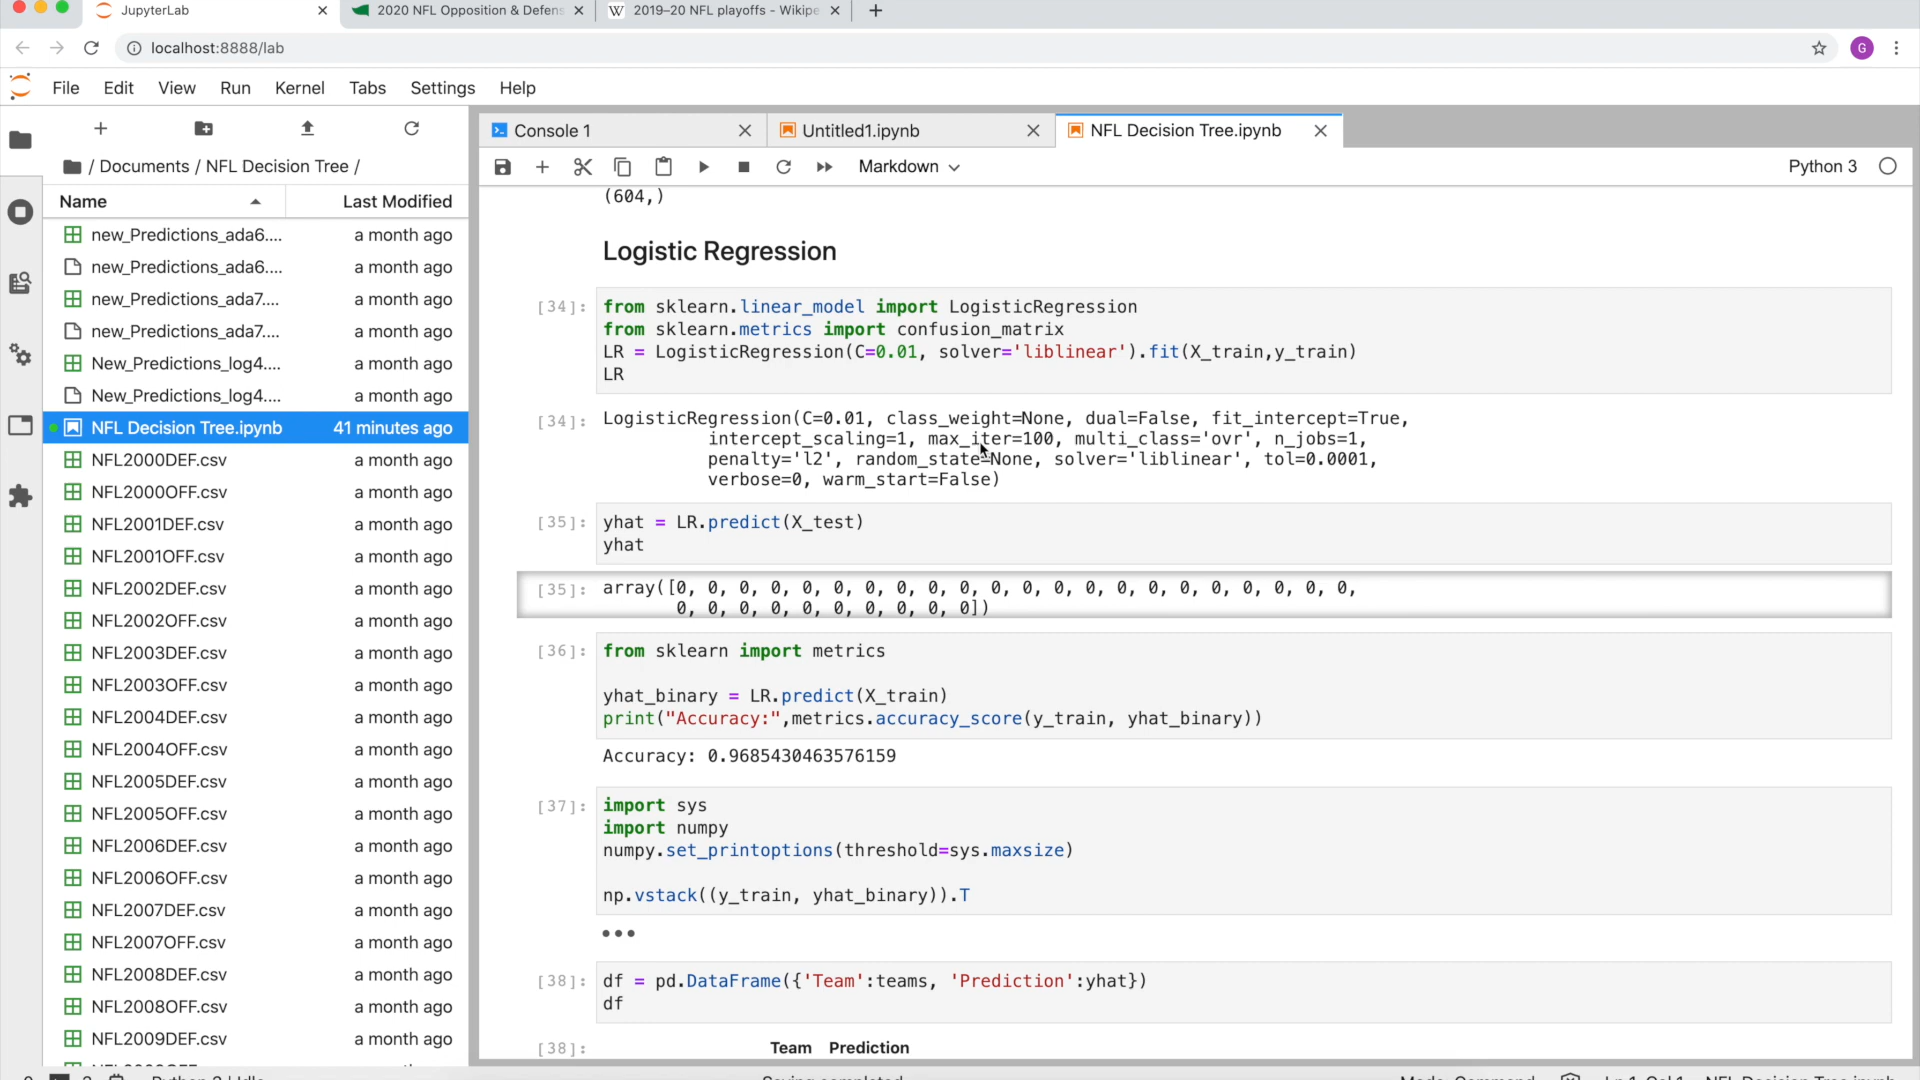 JupyterLab
2020 NFL Opposition & Defens
W 2019–20 NFL playoffs - Wikipe
localhost:8888/lab
G
File Edit View Run Kernel Tabs Settings Help
Console 1
Untitled1.ipynb
NFL Decision Tree.ipynb
/ Documents / NFL Decision Tree /
Markdown
Python 3
Name Last Modified
new_Predictions_ada6.... a month ago
new_Predictions_ada6.... a month ago
new_Predictions_ada7.... a month ago
new_Predictions_ada7.... a month ago
New_Predictions_log4.... a month ago
New_Predictions_log4.... a month ago
NFL Decision Tree.ipynb 41 minutes ago
NFL2000DEF.csv a month ago
NFL2000OFF.csv a month ago
NFL2001DEF.csv a month ago
NFL2001OFF.csv a month ago
NFL2002DEF.csv a month ago
NFL2002OFF.csv a month ago
NFL2003DEF.csv a month ago
NFL2003OFF.csv a month ago
NFL2004DEF.csv a month ago
NFL2004OFF.csv a month ago
NFL2005DEF.csv a month ago
NFL2005OFF.csv a month ago
NFL2006DEF.csv a month ago
NFL2006OFF.csv a month ago
NFL2007DEF.csv a month ago
NFL2007OFF.csv a month ago
NFL2008DEF.csv a month ago
NFL2008OFF.csv a month ago
NFL2009DEF.csv a month ago
(604,)
Logistic Regression
[34]: from sklearn.linear_model import LogisticRegression
from sklearn.metrics import confusion_matrix
LR = LogisticRegression(C=0.01, solver='liblinear').fit(X_train,y_train)
LR
[34]: LogisticRegression(C=0.01, class_weight=None, dual=False, fit_intercept=True,
intercept_scaling=1, max_iter=100, multi_class='ovr', n_jobs=1,
penalty='l2', random_state=None, solver='liblinear', tol=0.0001,
verbose=0, warm_start=False)
[35]: yhat = LR.predict(X_test)
yhat
[35]: array([0, 0, 0, 0, 0, 0, 0, 0, 0, 0, 0, 0, 0, 0, 0, 0, 0, 0, 0, 0, 0, 0,
0, 0, 0, 0, 0, 0, 0, 0, 0, 0])
[36]: from sklearn import metrics
yhat_binary = LR.predict(X_train)
print("Accuracy:",metrics.accuracy_score(y_train, yhat_binary))
Accuracy: 0.9685430463576159
[37]: import sys
import numpy
numpy.set_printoptions(threshold=sys.maxsize)
np.vstack((y_train, yhat_binary)).T
[38]: df = pd.DataFrame({'Team':teams, 'Prediction':yhat})
df
[38]: Team Prediction